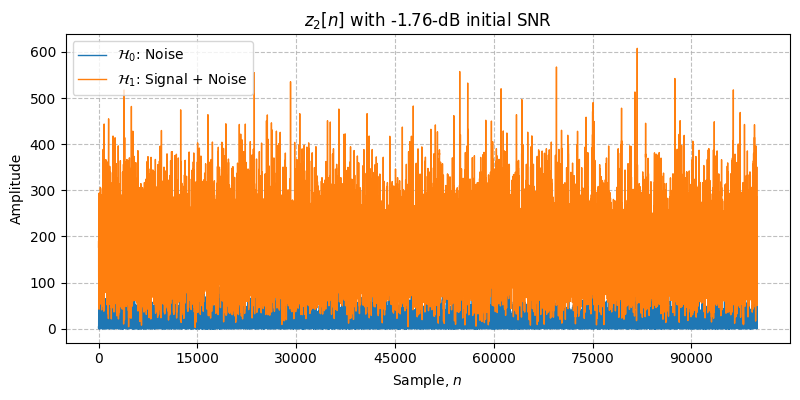 z₂[n] with -1.76-dB initial SNR
ℋ₀: Noise
ℋ₁: Signal + Noise
Amplitude
600
500
400
300
200
100
0
0 15000 30000 45000 60000 75000 90000
Sample, n